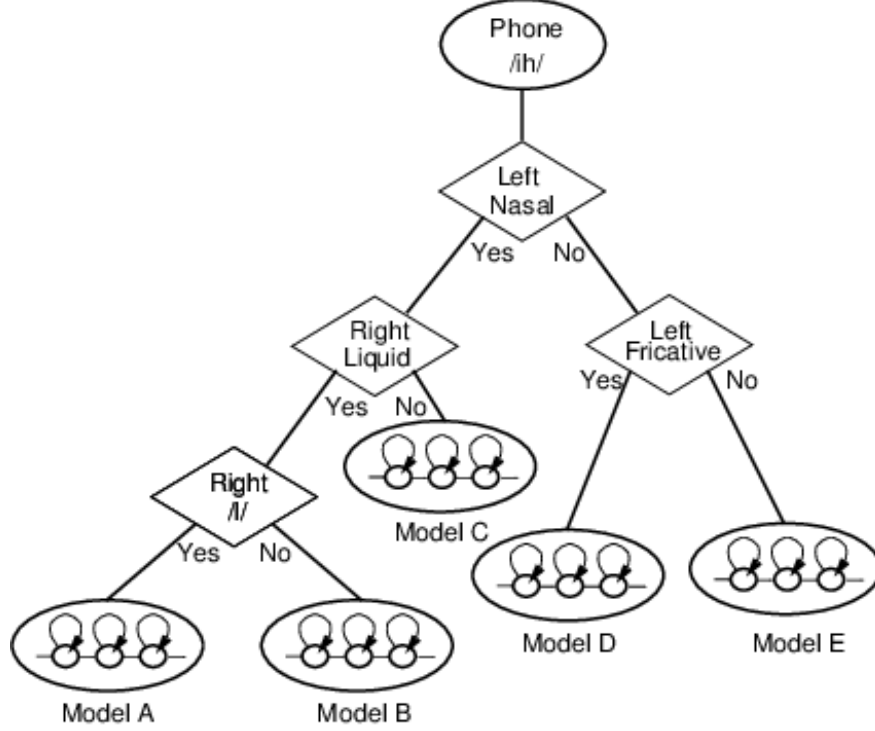 Phone
/ih/
Left
Nasal
Yes
No
Right
Liquid
Left
Fricative
Yes
No
Yes
No
Right
/l/
Model C
Yes
No
Model D
Model E
Model A
Model B